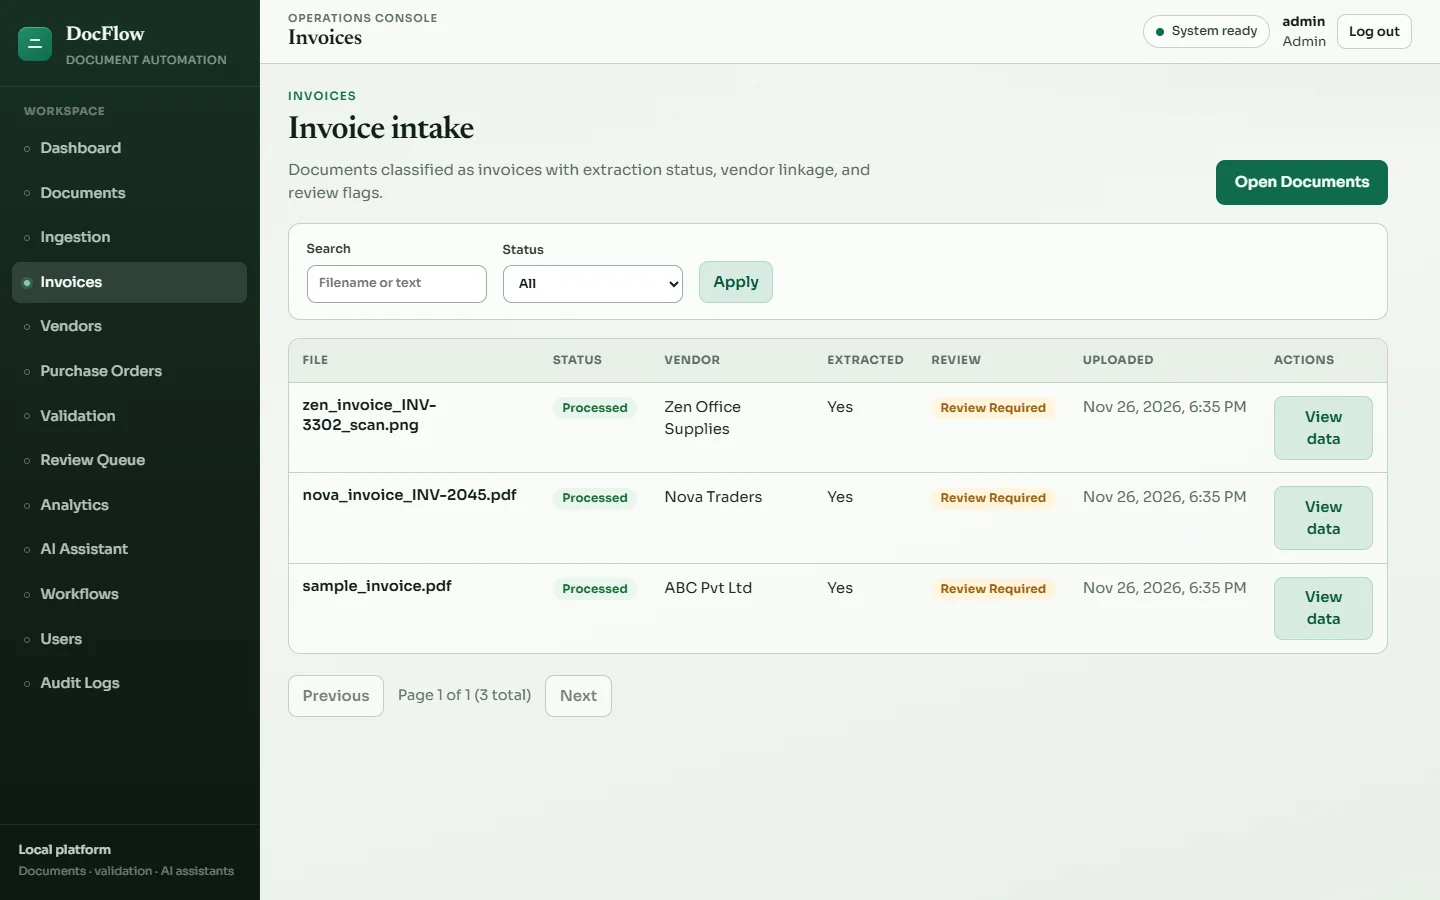 DocFlow
DOCUMENT AUTOMATION
WORKSPACE
Dashboard
Documents
Ingestion
Invoices
Vendors
Purchase Orders
Validation
Review Queue
Analytics
AI Assistant
Workflows
Users
Audit Logs
Local platform
Documents · validation · AI assistants
OPERATIONS CONSOLE
Invoices
System ready
admin
Admin
Log out
INVOICES
Invoice intake
Documents classified as invoices with extraction status, vendor linkage, and
review flags.
Open Documents
Search
Filename or text
Status
All
Apply
FILE STATUS VENDOR EXTRACTED REVIEW UPLOADED ACTIONS
zen_invoice_INV-
3302_scan.png
Processed
Zen Office
Supplies
Yes
Review Required
Nov 26, 2026, 6:35 PM
View
data
nova_invoice_INV-2045.pdf
Processed
Nova Traders
Yes
Review Required
Nov 26, 2026, 6:35 PM
View
data
sample_invoice.pdf
Processed
ABC Pvt Ltd
Yes
Review Required
Nov 26, 2026, 6:35 PM
View
data
Previous
Page 1 of 1 (3 total)
Next